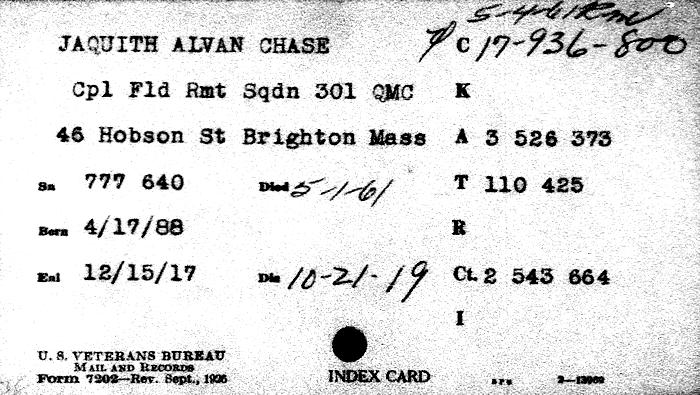 5-4-61
JAQUITH ALVAN CHASE C 17-936-800
Cpl Fld Rmt Sqdn 301 QMC K
46 Hobson St Brighton Mass A 3 526 373
Sn 777 640 Died 5-1-61 T 110 425
Born 4/17/88 R
Enl 12/15/17 Dis 10-21-19 Ct. 2 543 664
I
U. S. VETERANS BUREAU
MAIL AND RECORDS
Form 7202—Rev. Sept., 1926 INDEX CARD